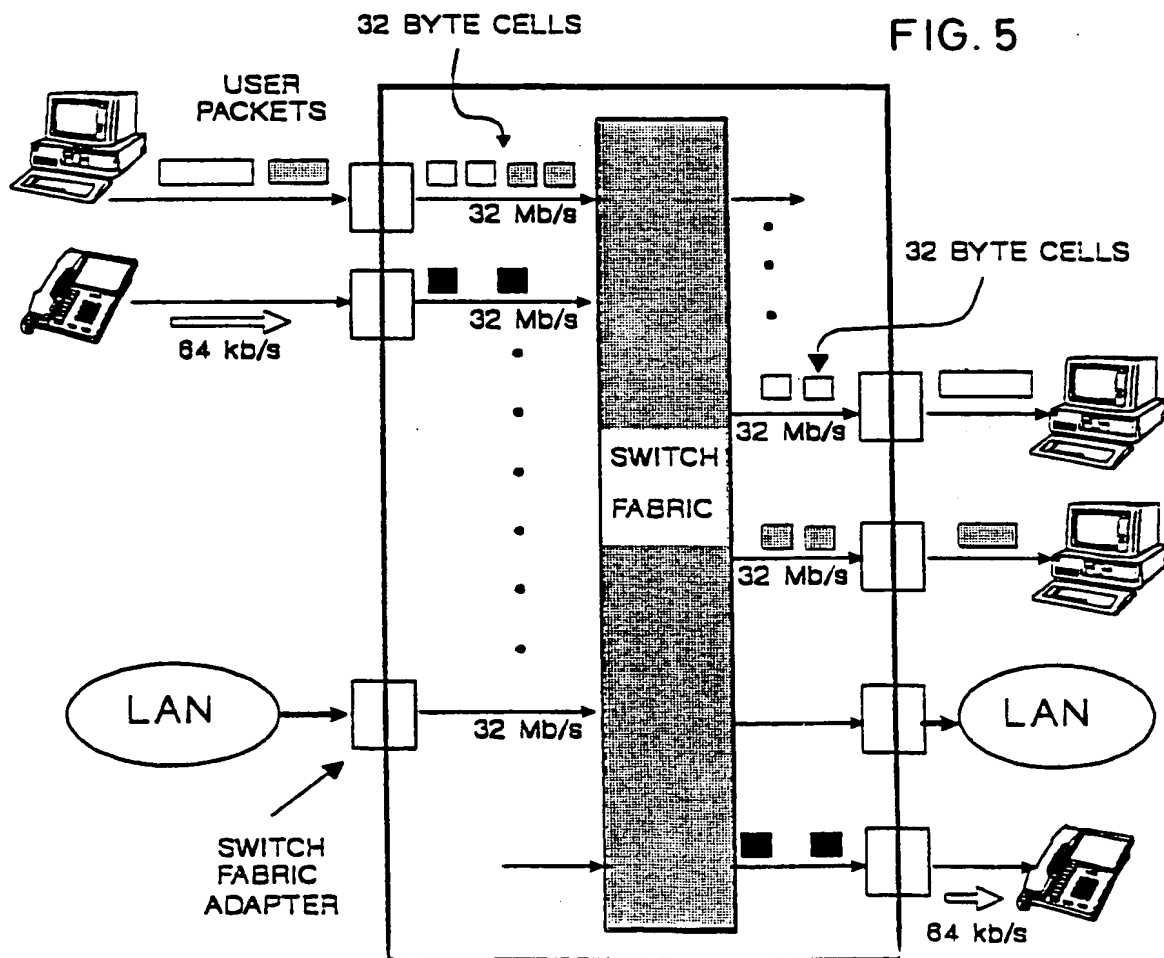 32 BYTE CELLS
FIG. 5
USER
PACKETS
32 Mb/s
32 BYTE CELLS
64 kb/s
32 Mb/s
32 Mb/s
SWITCH
FABRIC
32 Mb/s
LAN
32 Mb/s
LAN
SWITCH
FABRIC
ADAPTER
64 kb/s